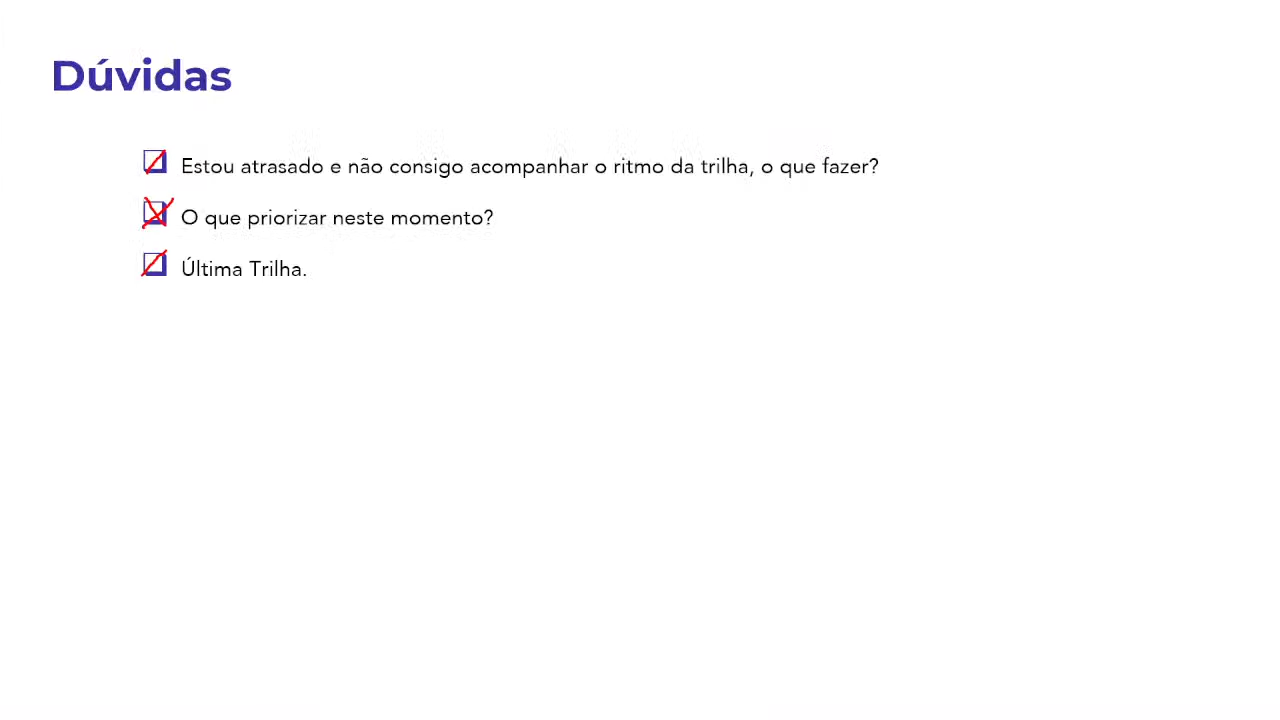 Dúvidas
Estou atrasado e não consigo acompanhar o ritmo da trilha, o que fazer?
O que priorizar neste momento?
Última Trilha.